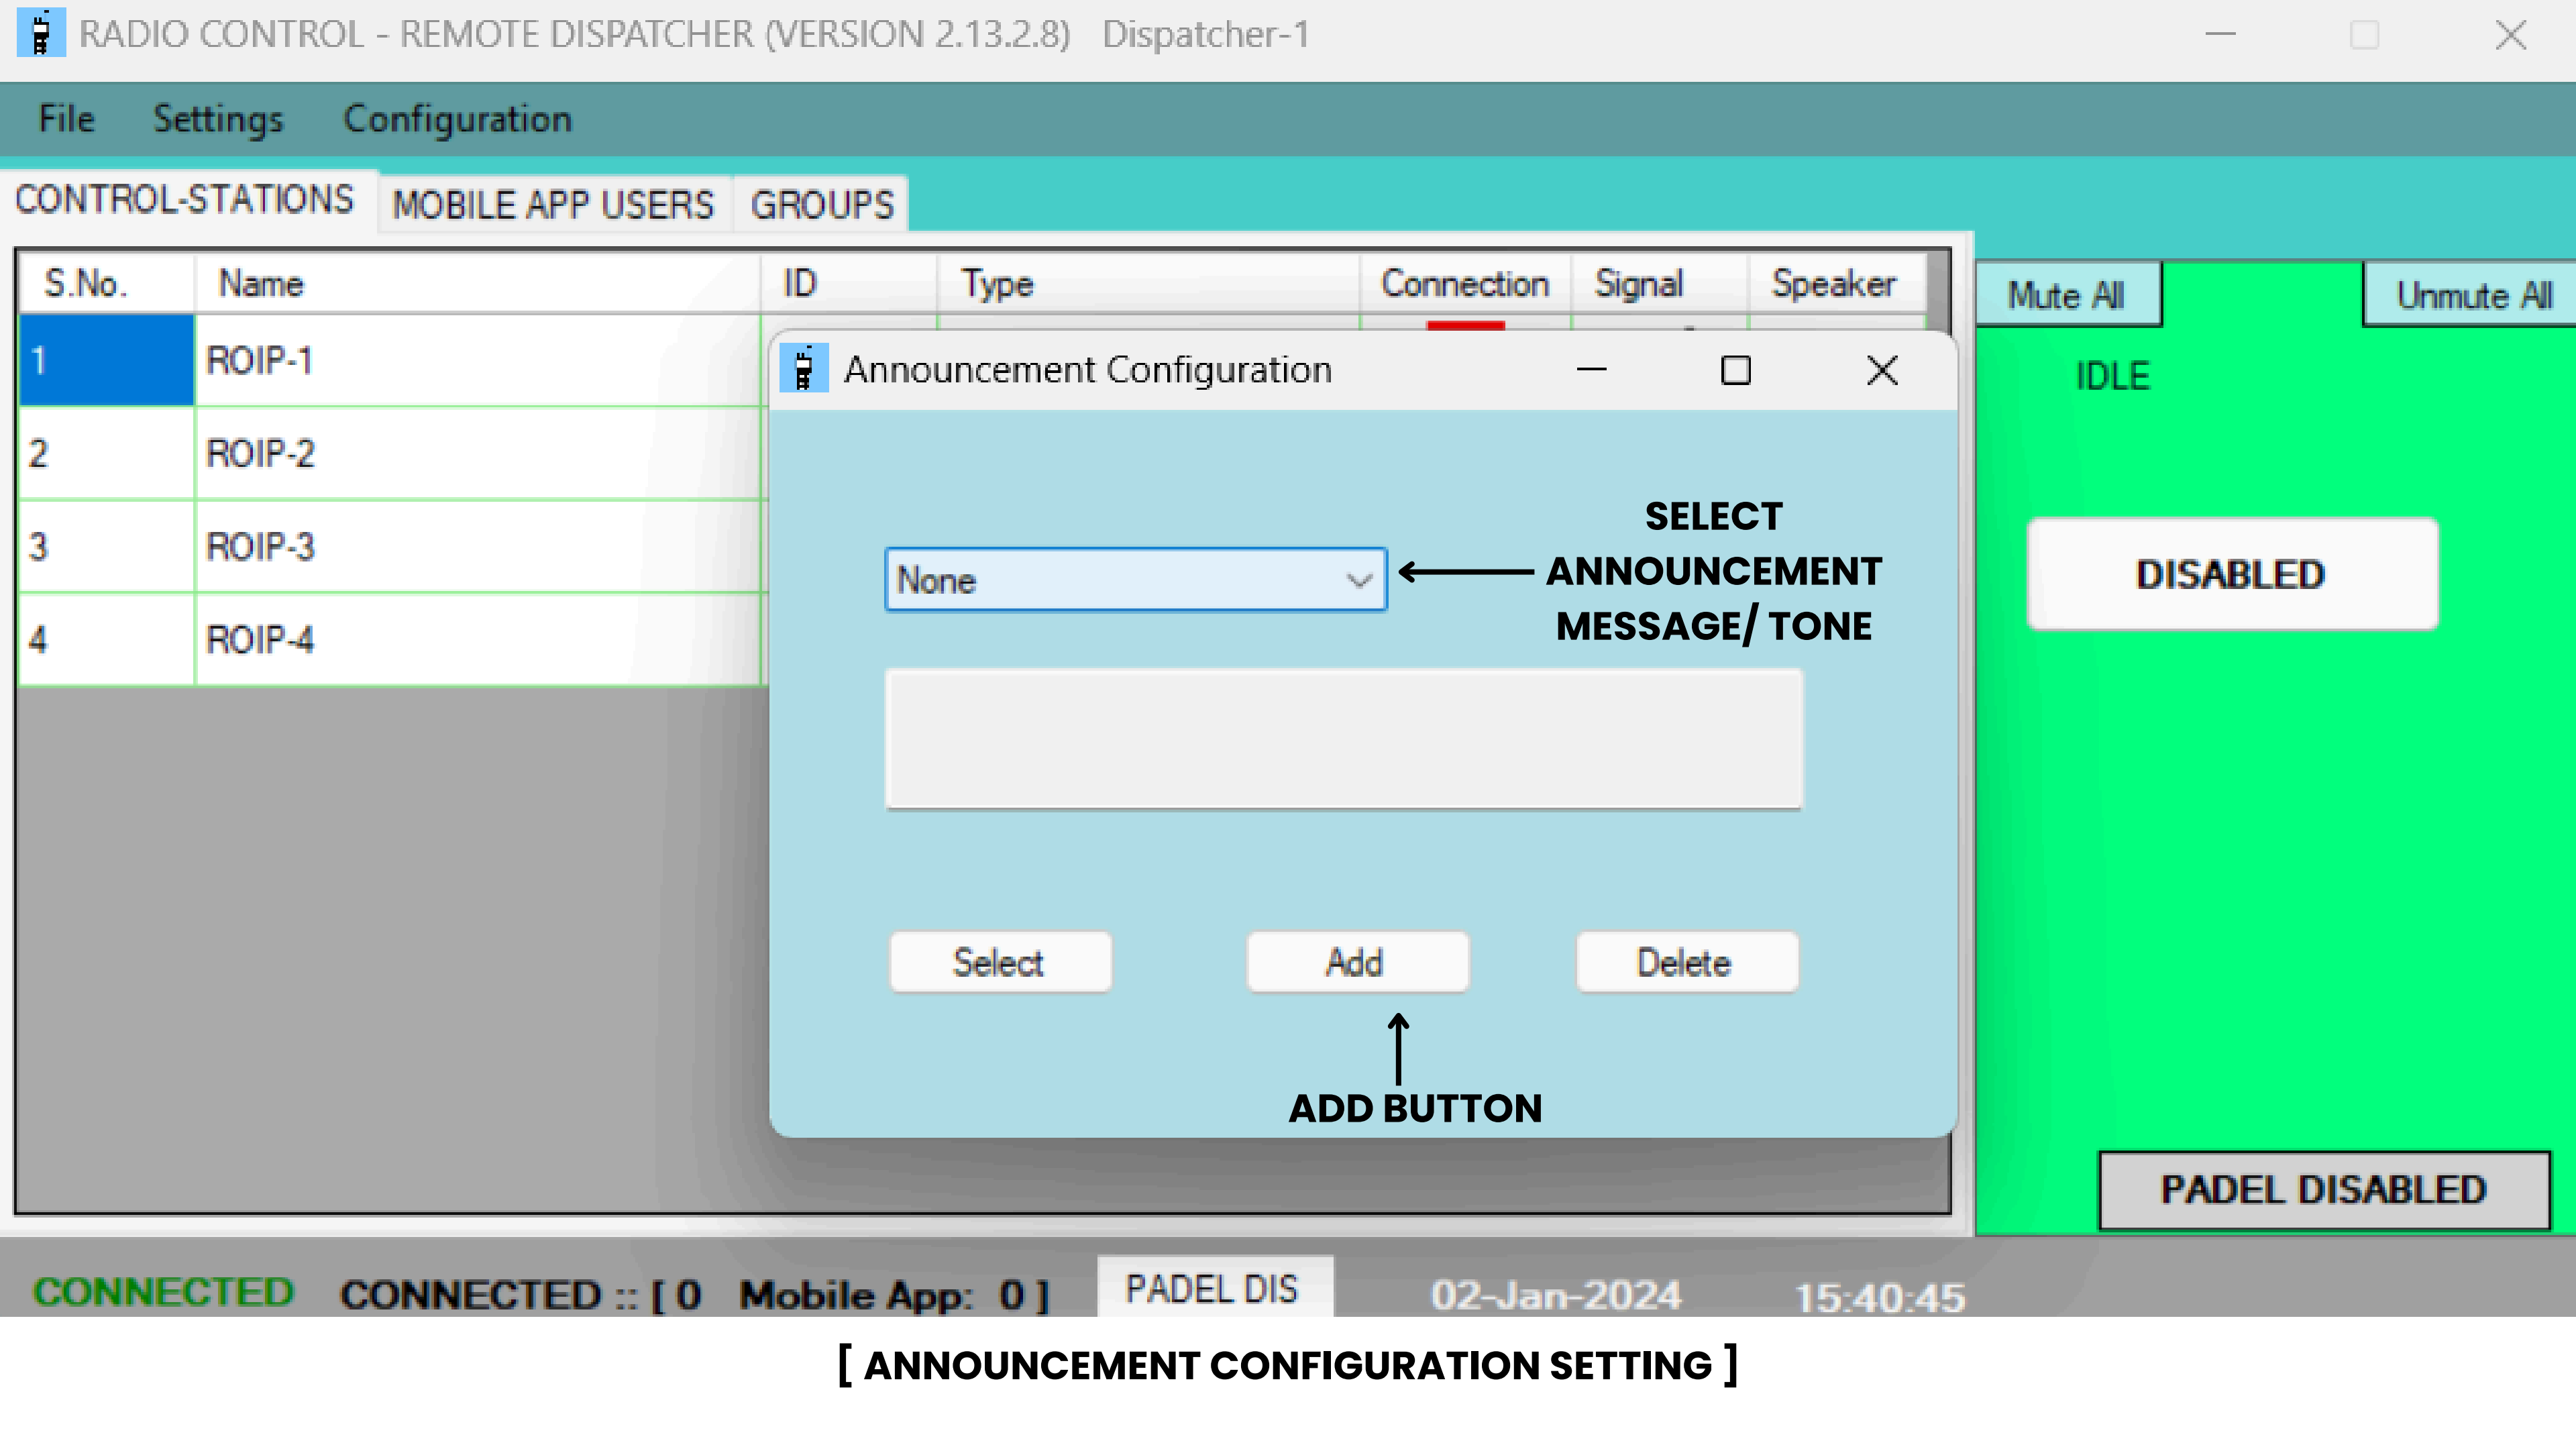 RADIO CONTROL - REMOTE DISPATCHER (VERSION 2.13.2.8) Dispatcher-1
File Settings Configuration
CONTROL-STATIONS MOBILE APP USERS GROUPS
S.No. Name ID Type Connection Signal Speaker
Mute All Unmute All
1 ROIP-1
2 ROIP-2
3 ROIP-3
4 ROIP-4
Announcement Configuration
None
SELECT
ANNOUNCEMENT
MESSAGE/ TONE
Select Add Delete
ADD BUTTON
IDLE
DISABLED
PADEL DISABLED
CONNECTED CONNECTED :: [ 0 Mobile App: 0 ] PADEL DIS 02-Jan-2024 15:40:45
[ ANNOUNCEMENT CONFIGURATION SETTING ]